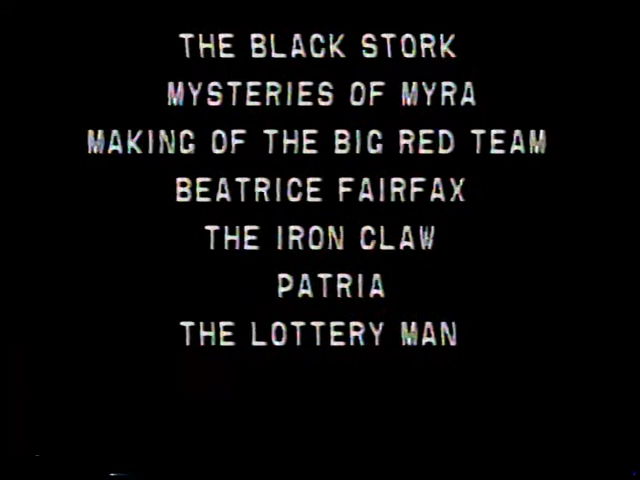 THE BLACK STORK
MYSTERIES OF MYRA
MAKING OF THE BIG RED TEAM
BEATRICE FAIRFAX
THE IRON CLAW
PATRIA
THE LOTTERY MAN